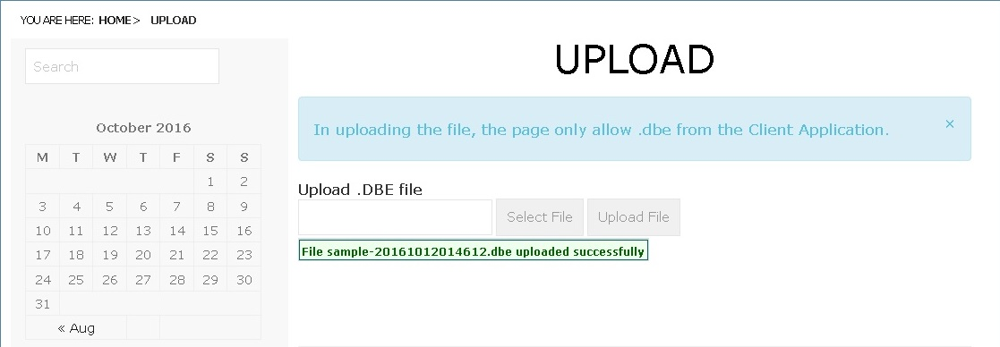 YOU ARE HERE: HOME > UPLOAD
Search
October 2016
M T W T F S S
1 2
3 4 5 6 7 8 9
10 11 12 13 14 15 16
17 18 19 20 21 22 23
24 25 26 27 28 29 30
31
« Aug
UPLOAD
In uploading the file, the page only allow .dbe from the Client Application. ×
Upload .DBE file
Select File Upload File
File sample-20161012014612.dbe uploaded successfully